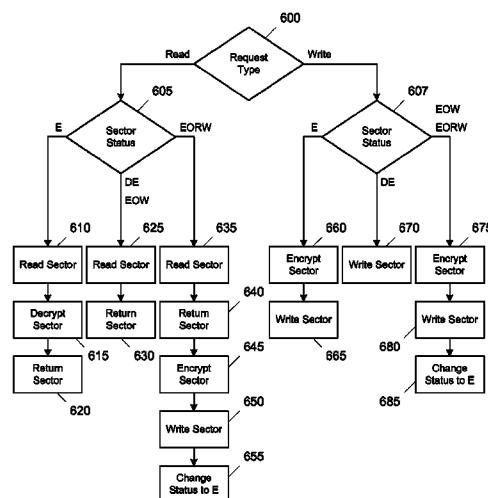 600
Request
Type
Read
Write
605
Sector
Status
E
EORW
DE
EOW
607
Sector
Status
E
EOW
EORW
DE
610
Read Sector
625
Read Sector
635
Read Sector
660
Encrypt
Sector
670
Write Sector
675
Encrypt
Sector
Decrypt
Sector
615
Return
Sector
630
Return
Sector
640
Write Sector
665
Write Sector
680
Return
Sector
620
Encrypt
Sector
645
Change
Status to E
685
Write Sector
650
Change
Status to E
655